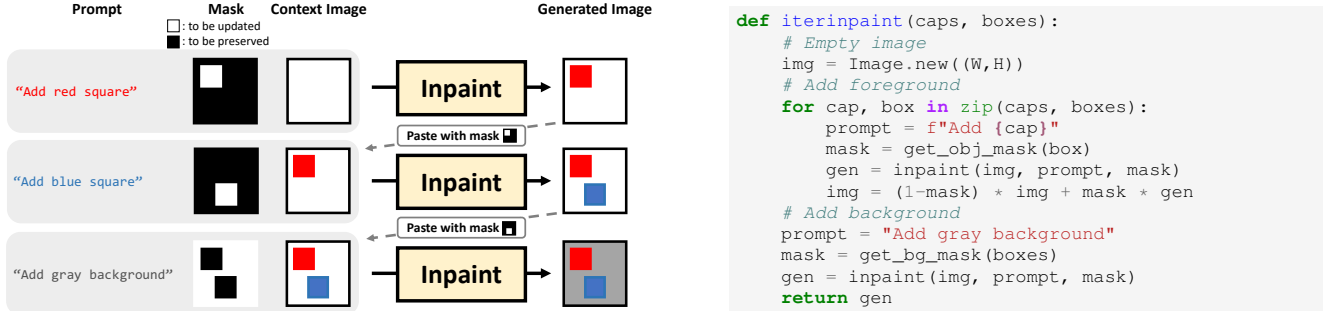 Prompt Mask Context Image Generated Image
: to be updated
: to be preserved
“Add red square” Inpaint
Paste with mask
“Add blue square” Inpaint
Paste with mask
“Add gray background” Inpaint
def iterinpaint(caps, boxes):
    # Empty image
    img = Image.new((W,H))
    # Add foreground
    for cap, box in zip(caps, boxes):
        prompt = f"Add {cap}"
        mask = get_obj_mask(box)
        gen = inpaint(img, prompt, mask)
        img = (1-mask) * img + mask * gen
    # Add background
    prompt = "Add gray background"
    mask = get_bg_mask(boxes)
    gen = inpaint(img, prompt, mask)
    return gen